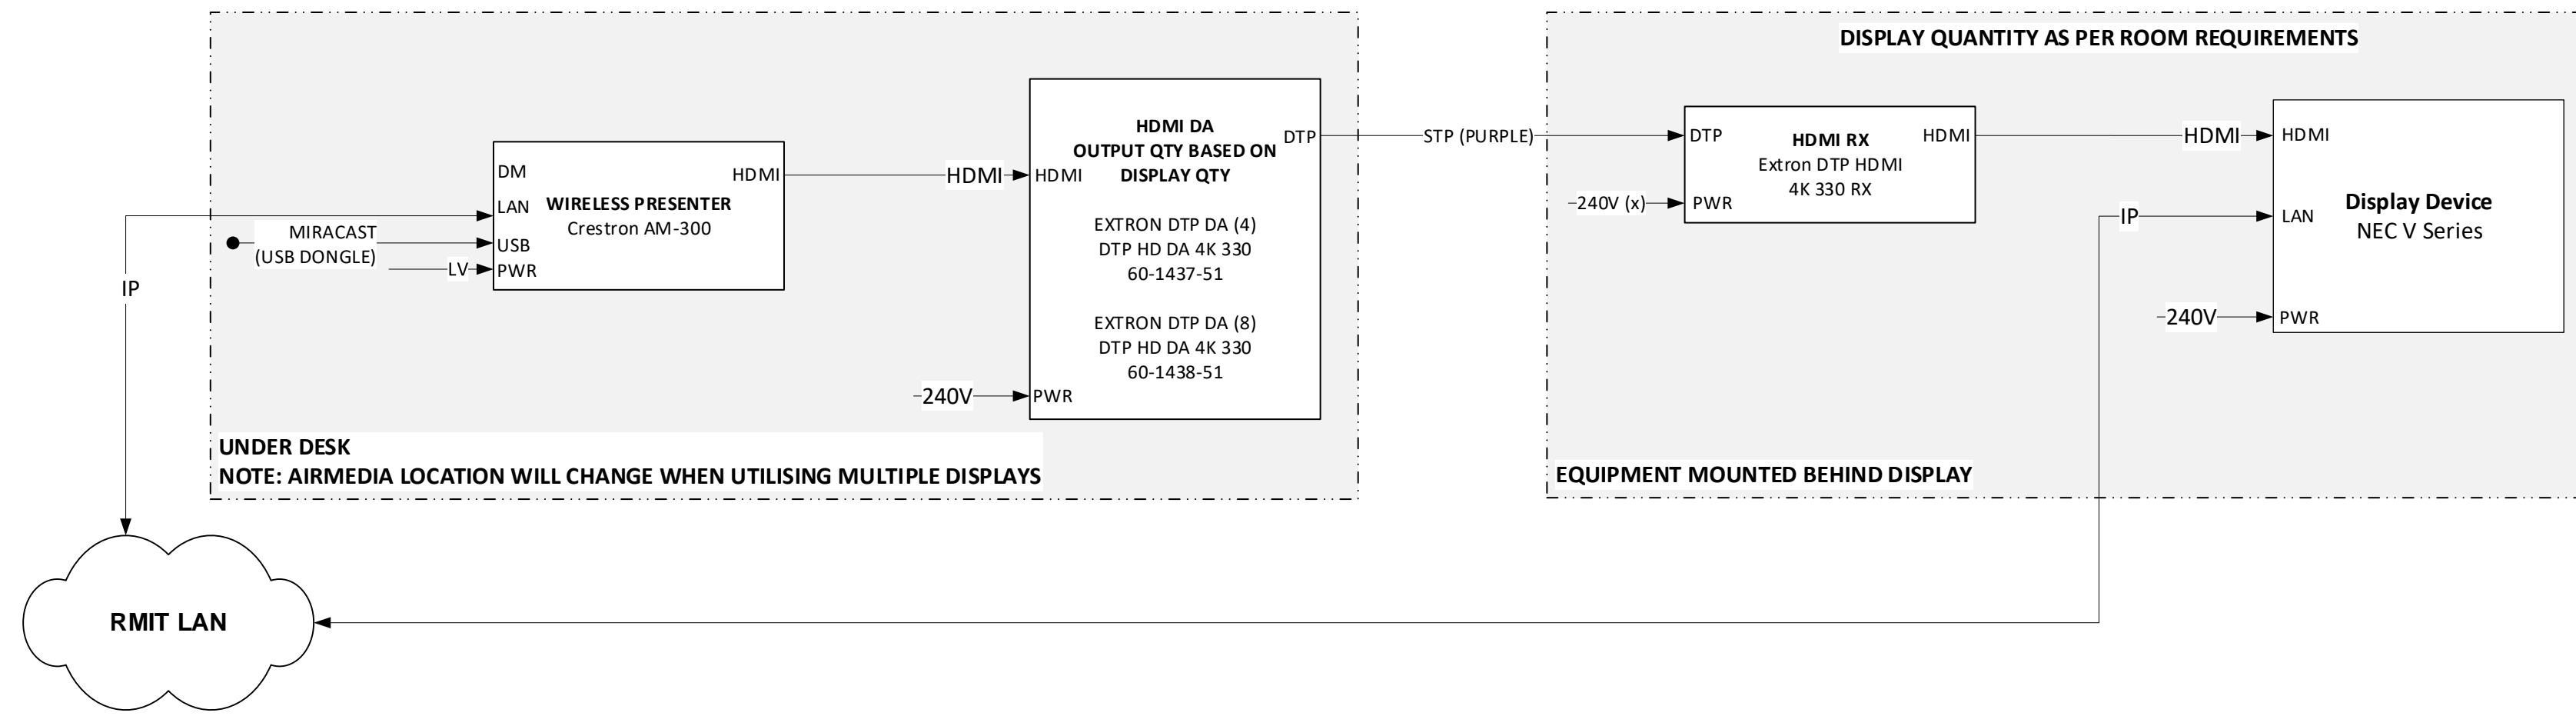 DISPLAY QUANTITY AS PER ROOM REQUIREMENTS
DM
LAN
USB
PWR
HDMI
WIRELESS PRESENTER
Crestron AM-300
MIRACAST
(USB DONGLE)
LV
IP
HDMI
HDMI
HDMI DA
OUTPUT QTY BASED ON
DISPLAY QTY
EXTRON DTP DA (4)
DTP HD DA 4K 330
60-1437-51
EXTRON DTP DA (8)
DTP HD DA 4K 330
60-1438-51
DTP
240V
PWR
UNDER DESK
NOTE: AIRMEDIA LOCATION WILL CHANGE WHEN UTILISING MULTIPLE DISPLAYS
STP (PURPLE)
DTP
HDMI RX
Extron DTP HDMI
4K 330 RX
HDMI
240V (x)
PWR
HDMI
HDMI
IP
LAN
Display Device
NEC V Series
240V
PWR
EQUIPMENT MOUNTED BEHIND DISPLAY
RMIT LAN